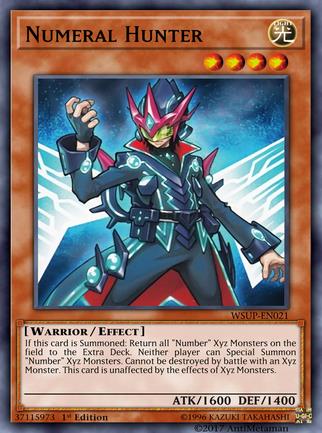 Numeral Hunter
LIGHT
光
WSUP-EN021
[Warrior / Effect]
If this card is Summoned: Return all "Number" Xyz Monsters on
the field to the Extra Deck. Neither player can Special Summon
"Number" Xyz Monsters. Cannot be destroyed by battle with an Xyz
Monster. This card is unaffected by the effects of Xyz Monsters.
ATK/1600 DEF/1400
37115973 1st Edition ©1996 KAZUKI TAKAHASHI
©2017 AntiMetaman